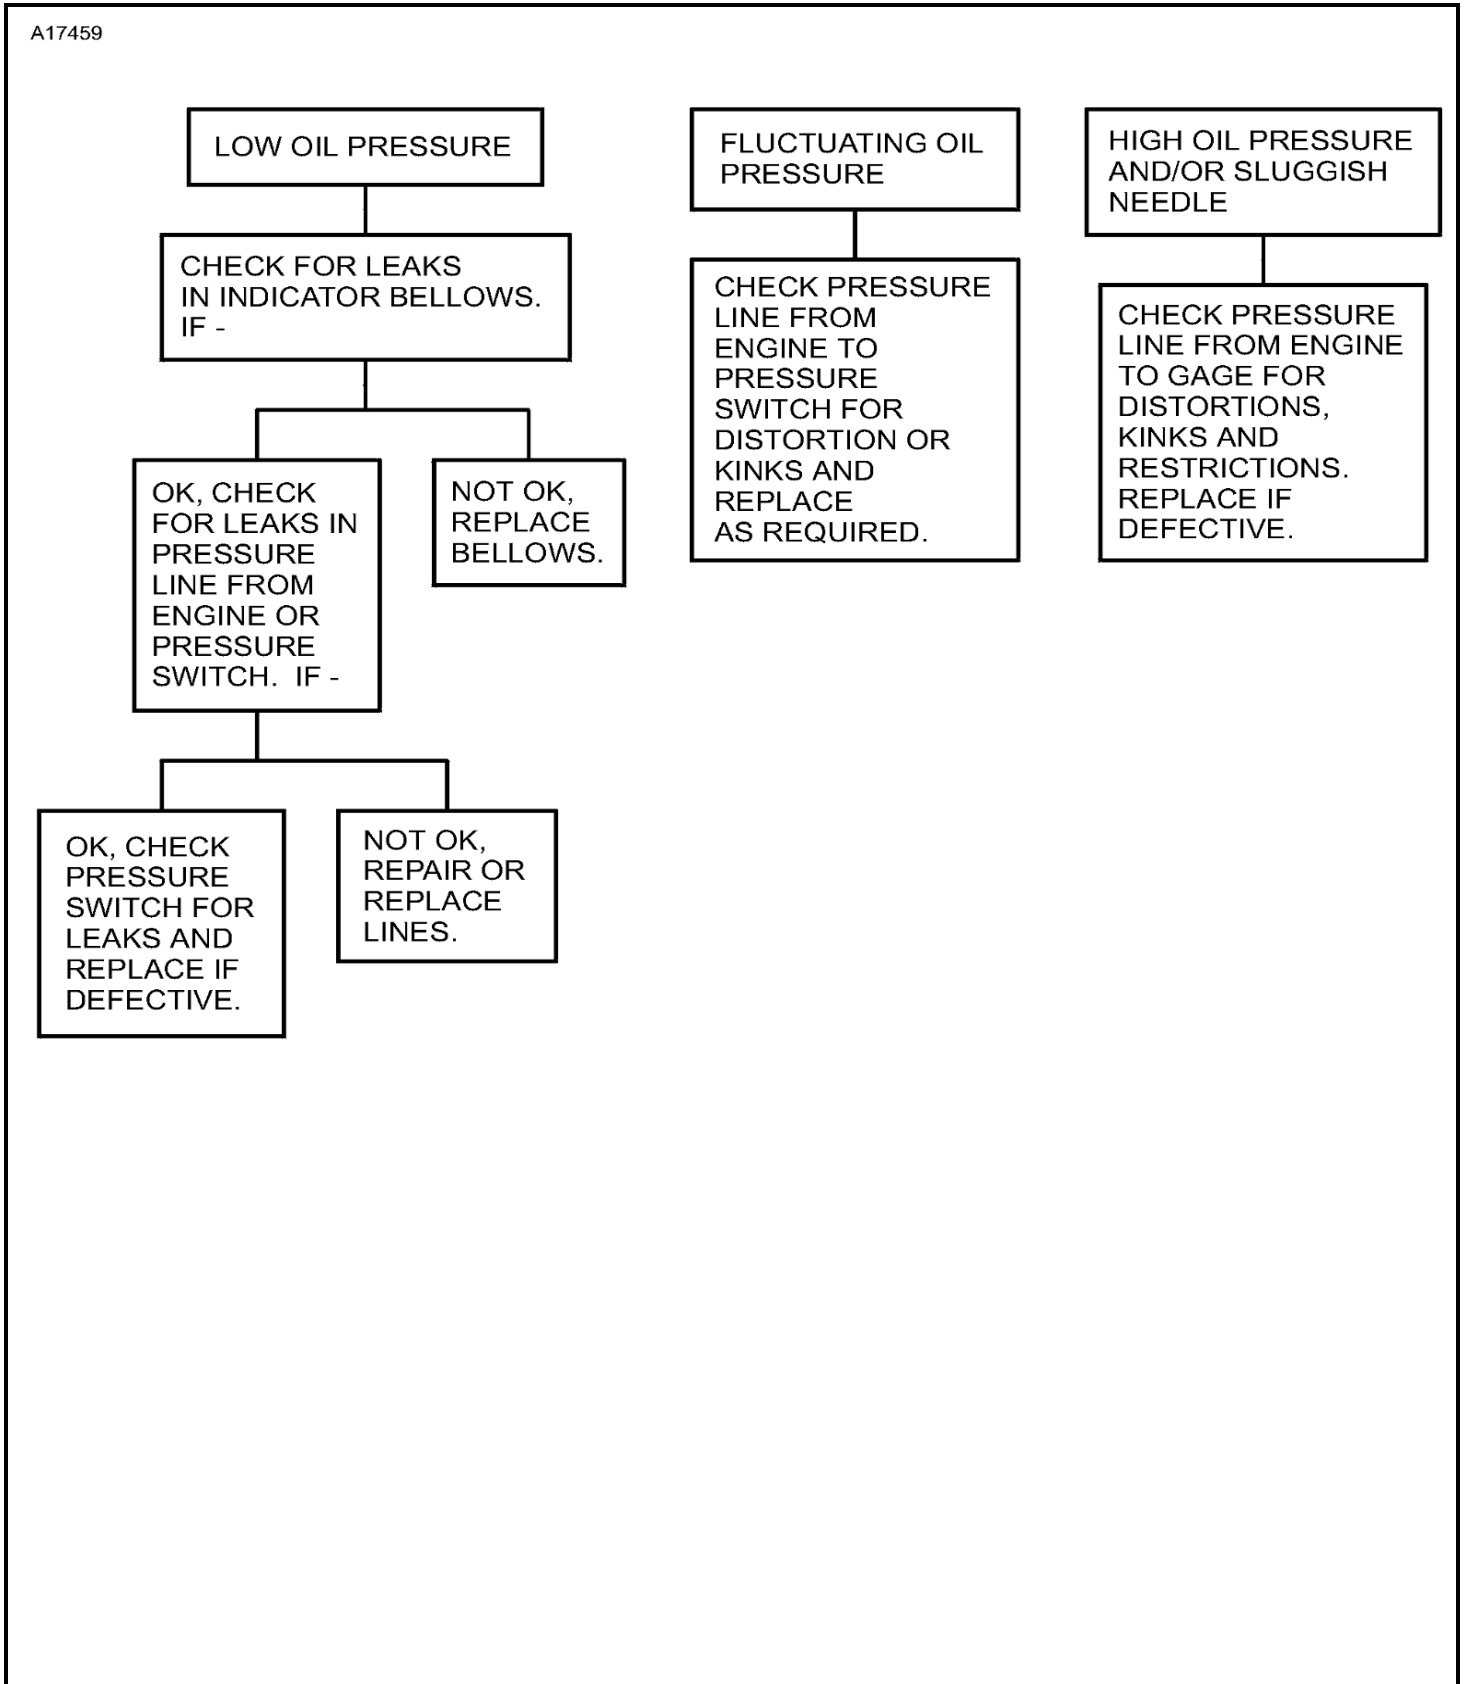 A17459
LOW OIL PRESSURE
CHECK FOR LEAKS
IN INDICATOR BELLOWS.
IF -
OK, CHECK
FOR LEAKS IN
PRESSURE
LINE FROM
ENGINE OR
PRESSURE
SWITCH.  IF -
NOT OK,
REPLACE
BELLOWS.
OK, CHECK
PRESSURE
SWITCH FOR
LEAKS AND
REPLACE IF
DEFECTIVE.
NOT OK,
REPAIR OR
REPLACE
LINES.
FLUCTUATING OIL
PRESSURE
CHECK PRESSURE
LINE FROM
ENGINE TO
PRESSURE
SWITCH FOR
DISTORTION OR
KINKS AND
REPLACE
AS REQUIRED.
HIGH OIL PRESSURE
AND/OR SLUGGISH
NEEDLE
CHECK PRESSURE
LINE FROM ENGINE
TO GAGE FOR
DISTORTIONS,
KINKS AND
RESTRICTIONS.
REPLACE IF
DEFECTIVE.